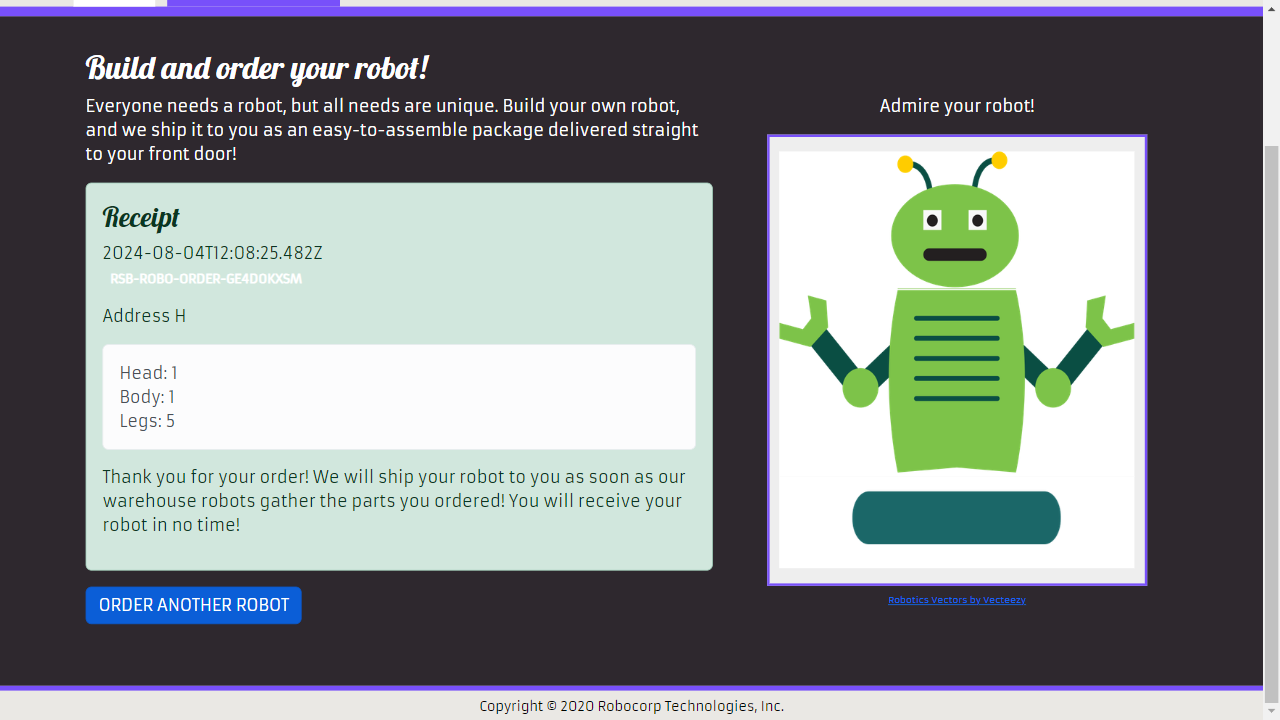 Build and order your robot!
Everyone needs a robot, but all needs are unique. Build your own robot,
and we ship it to you as an easy-to-assemble package delivered straight
to your front door!
Receipt
2024-08-04T12:08:25.482Z
RSB-ROBO-ORDER-GE4D0KXSM
Address H
Head: 1
Body: 1
Legs: 5
Thank you for your order! We will ship your robot to you as soon as our
warehouse robots gather the parts you ordered! You will receive your
robot in no time!
ORDER ANOTHER ROBOT
Admire your robot!
Robotics Vectors by Vecteezy
Copyright © 2020 Robocorp Technologies, Inc.